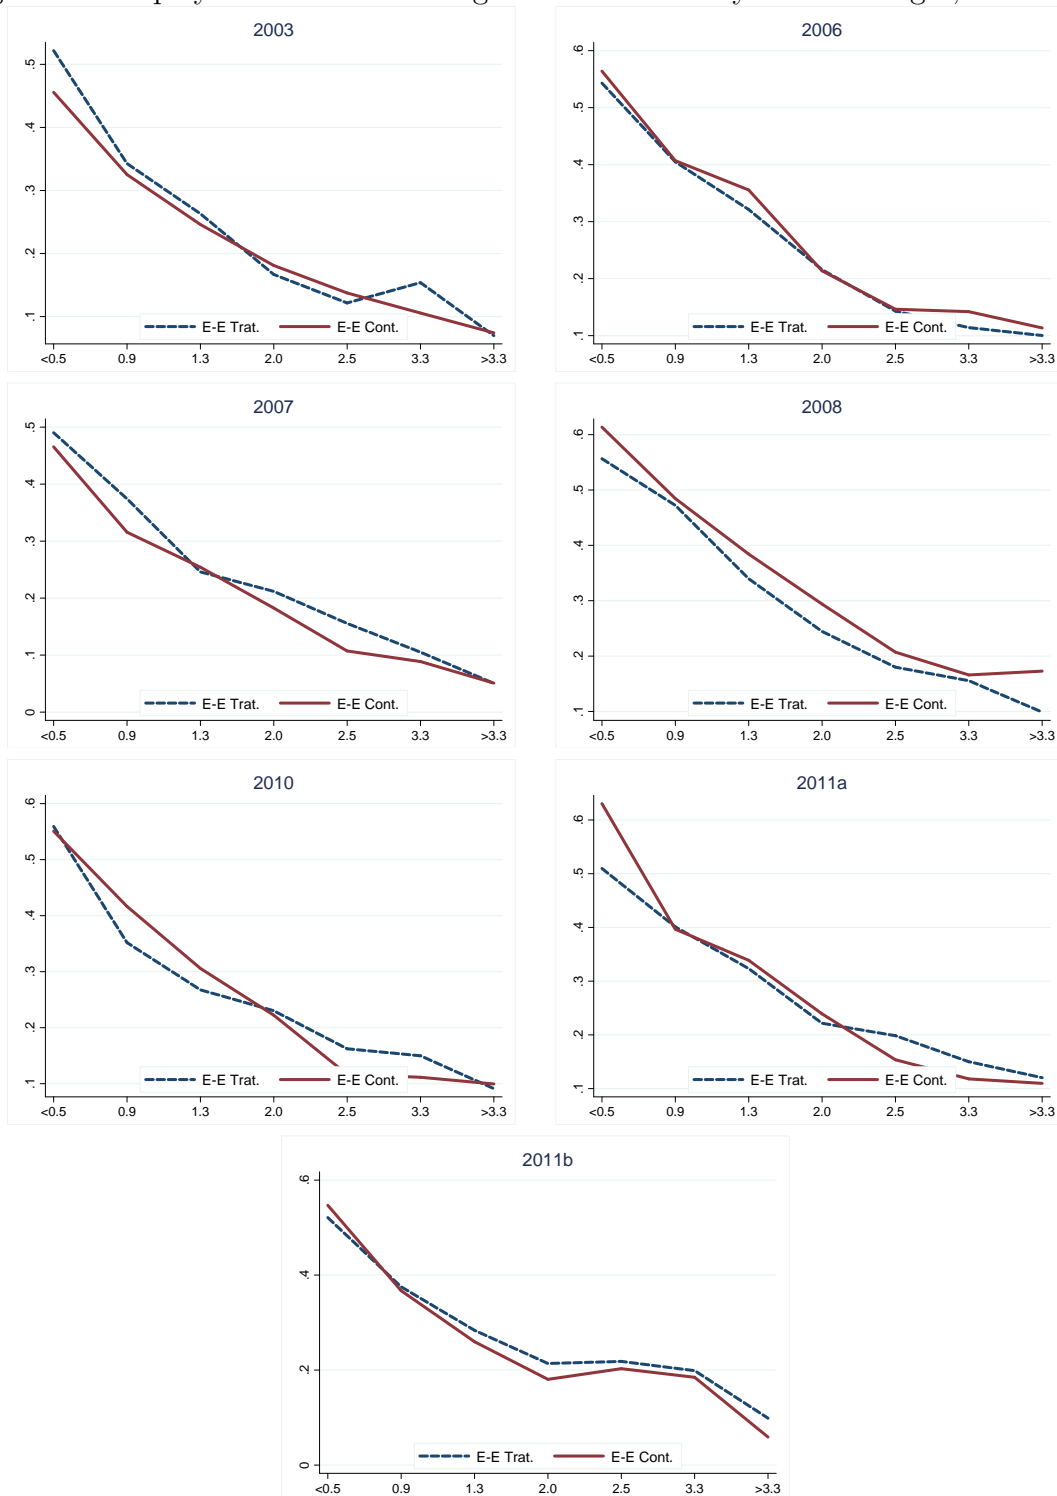 2003
.5
.4
.3
.2
.1
E-E Trat. E-E Cont.
<0.5 0.9 1.3 2.0 2.5 3.3 >3.3
2006
.6
.5
.4
.3
.2
.1
E-E Trat. E-E Cont.
<0.5 0.9 1.3 2.0 2.5 3.3 >3.3
2007
.5
.4
.3
.2
.1
0
E-E Trat. E-E Cont.
<0.5 0.9 1.3 2.0 2.5 3.3 >3.3
2008
.6
.5
.4
.3
.2
.1
E-E Trat. E-E Cont.
<0.5 0.9 1.3 2.0 2.5 3.3 >3.3
2010
.6
.5
.4
.3
.2
.1
E-E Trat. E-E Cont.
<0.5 0.9 1.3 2.0 2.5 3.3 >3.3
2011a
.6
.5
.4
.3
.2
.1
E-E Trat. E-E Cont.
<0.5 0.9 1.3 2.0 2.5 3.3 >3.3
2011b
.6
.4
.2
0
E-E Trat. E-E Cont.
<0.5 0.9 1.3 2.0 2.5 3.3 >3.3